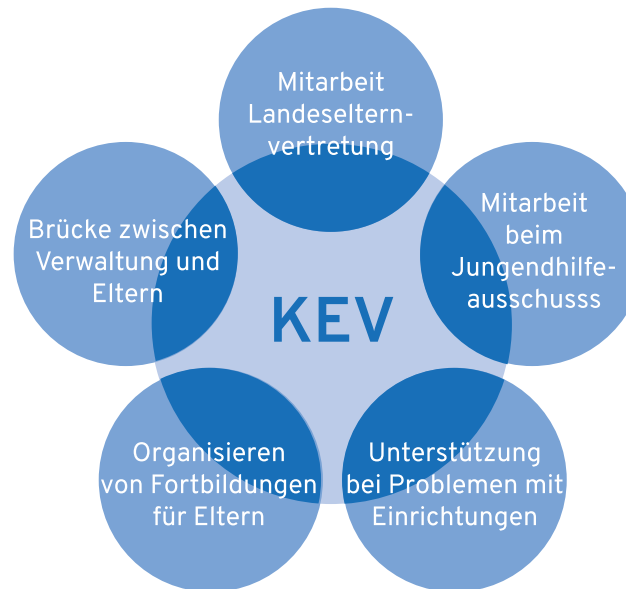 Mitarbeit
Landeseltern-
vertretung
Mitarbeit
beim
Jungendhilfe-
ausschusss
Brücke zwischen
Verwaltung und
Eltern
KEV
Organisieren
von Fortbildungen
für Eltern
Unterstützung
bei Problemen mit
Einrichtungen